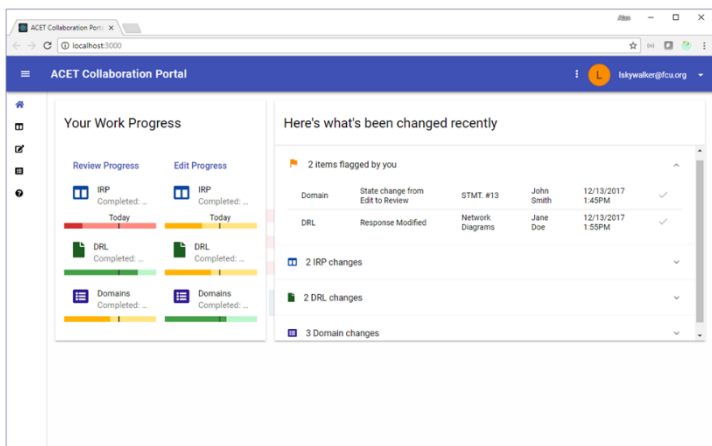 ACET Collaboration Port
localhost:3000
ACET Collaboration Portal
L
lskywalker@fcu.org
Your Work Progress
Review Progress
Edit Progress
IRP
Completed: ...
IRP
Completed: ...
Today
Today
DRL
Completed: ...
DRL
Completed: ...
Domains
Completed: ...
Domains
Completed: ...
Here's what's been changed recently
2 items flagged by you
Domain
State change from
Edit to Review
STMT. #13
John
Smith
12/13/2017
1:45PM
DRL
Response Modified
Network
Diagrams
Jane
Doe
12/13/2017
1:55PM
2 IRP changes
2 DRL changes
3 Domain changes